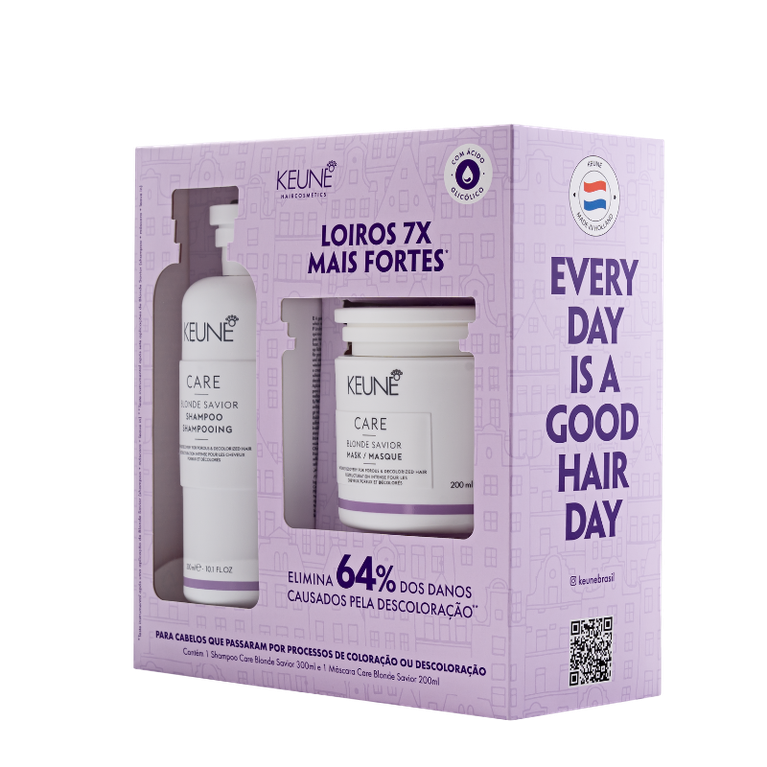 KEUNE
HAIRCOSMETICS
COM ÁCIDO
GLICÓLICO
LOIROS 7X
MAIS FORTES*
KEUNE
CARE
BLONDE SAVIOR
SHAMPOO
SHAMPOOING
10.1 FL.OZ
KEUNE
CARE
BLONDE SAVIOR
MASK / MASQUE
200 ml
ELIMINA 64% DOS DANOS
CAUSADOS PELA DESCOLORAÇÃO**
PARA CABELOS QUE PASSARAM POR PROCESSOS DE COLORAÇÃO OU DESCOLORAÇÃO
Contém 1 Shampoo Care Blonde Savior 300ml e 1 Máscara Care Blonde Savior 200ml
KEUNE
MADE IN HOLLAND
EVERY
DAY
IS A
GOOD
HAIR
DAY
keunebrasil